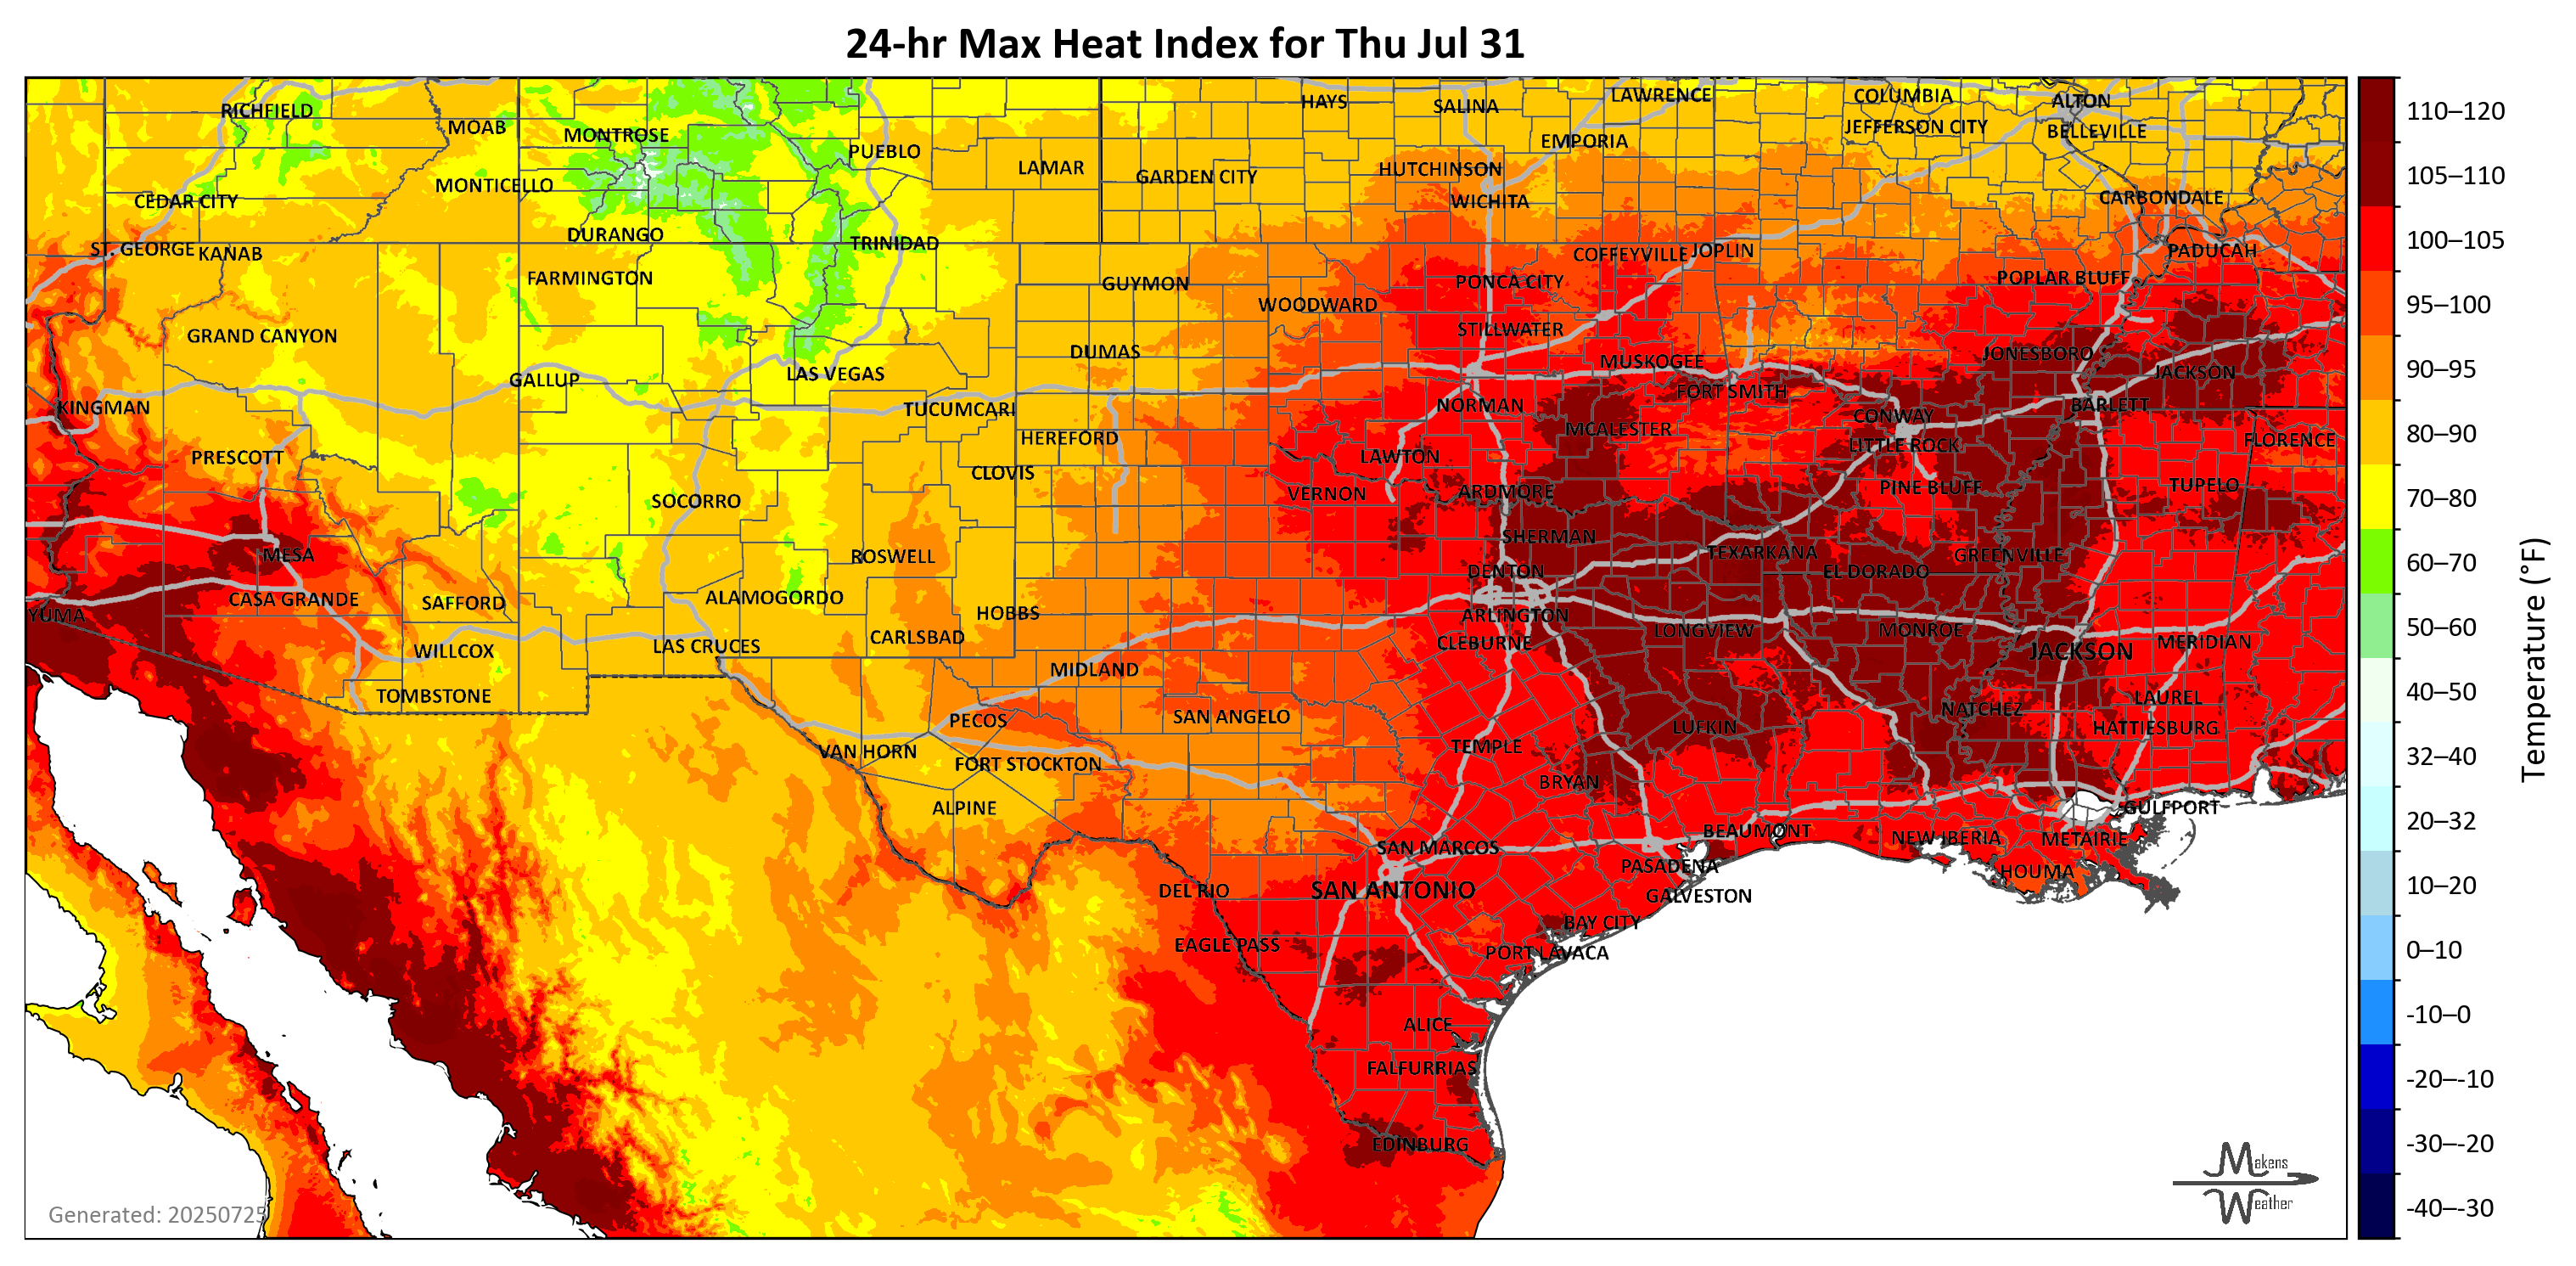 24-hr Max Heat Index for Thu Jul 31
RICHFIELD
MOAB
MONTROSE
PUEBLO
LAMAR
HAYS
SALINA
LAWRENCE
COLUMBIA
ALTON
EMPORIA
JEFFERSON CITY
BELLEVILLE
MONTICELLO
GARDEN CITY
HUTCHINSON
CEDAR CITY
WICHITA
CARBONDALE
ST. GEORGE
KANAB
DURANGO
TRINIDAD
COFFEYVILLE
JOPLIN
PADUCAH
FARMINGTON
GUYMON
PONCA CITY
POPLAR BLUFF
WOODWARD
GRAND CANYON
STILLWATER
DUMAS
MUSKOGEE
JONESBORO
GALLUP
LAS VEGAS
FORT SMITH
JACKSON
KINGMAN
TUCUMCARI
NORMAN
CONWAY
BARLETT
HEREFORD
MCALESTER
LITTLE ROCK
FLORENCE
PRESCOTT
CLOVIS
LAWTON
SOCORRO
VERNON
ARDMORE
PINE BLUFF
TUPELO
MESA
ROSWELL
SHERMAN
TEXARKANA
GREENVILLE
DENTON
EL DORADO
YUMA
CASA GRANDE
SAFFORD
ALAMOGORDO
HOBBS
ARLINGTON
WILLCOX
LAS CRUCES
CARLSBAD
CLEBURNE
LONGVIEW
MONROE
JACKSON
MERIDIAN
TOMBSTONE
MIDLAND
LAUREL
PECOS
SAN ANGELO
LUFKIN
NATCHEZ
HATTIESBURG
VAN HORN
FORT STOCKTON
TEMPLE
BRYAN
ALPINE
GULFPORT
SAN MARCOS
BEAUMONT
NEW IBERIA
METAIRIE
PASADENA
HOUMA
DEL RIO
SAN ANTONIO
GALVESTON
BAY CITY
EAGLE PASS
PORT LAVACA
ALICE
FALFURRIAS
EDINBURG
Generated: 20250725
Makens
Weather
110–120
105–110
100–105
95–100
90–95
80–90
70–80
60–70
50–60
40–50
32–40
20–32
10–20
0–10
-10–0
-20–-10
-30–-20
-40–-30
Temperature (°F)